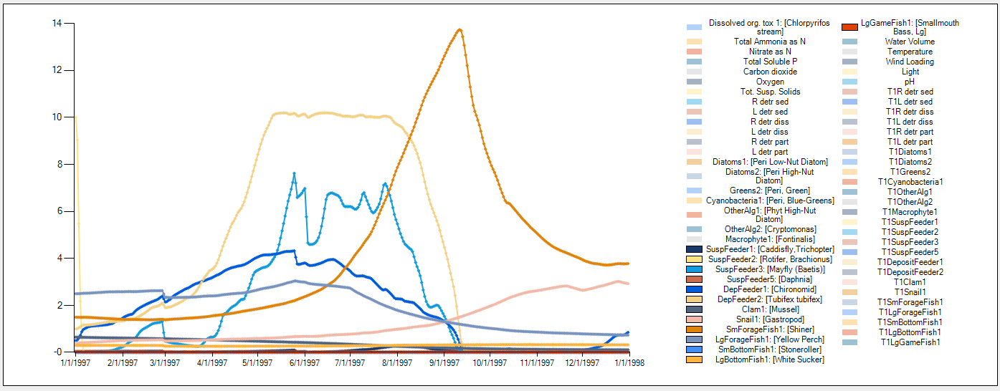 14
12
10
8
6
4
2
-0
1/1/1997
2/1/1997
3/1/1997
4/1/1997
5/1/1997
6/1/1997
7/1/1997
8/1/1997
9/1/1997
10/1/1997
11/1/1997
12/1/1997
1/1/1998
Dissolved org. tox 1: [Chlorpyrifos
stream]
Total Ammonia as N
Nitrate as N
Total Soluble P
Carbon dioxide
Oxygen
Tot. Susp. Solids
R detr sed
L detr sed
R detr diss
L detr diss
R detr part
L detr part
Diatoms1: [Peri Low-Nut Diatom]
Diatoms2: [Peri High-Nut
Diatom]
Greens2: [Peri, Green]
Cyanobacteria1: [Peri, Blue-Greens]
OtherAlg1: [Phyt High-Nut
Diatom]
OtherAlg2: [Cryptomonas]
Macrophyte1: [Fontinalis]
SuspFeeder1: [Caddisfly,Trichopter]
SuspFeeder2: [Rotifer, Brachionus]
SuspFeeder3: [Mayfly (Baetis)]
SuspFeeder5: [Daphnia]
DepFeeder1: [Chironomid]
DepFeeder2: [Tubifex tubifex]
Clam1: [Mussel]
Snail1: [Gastropod]
SmForageFish1: [Shiner]
LgForageFish1: [Yellow Perch]
SmBottomFish1: [Stoneroller]
LgBottomFish1: [White Sucker]
LgGameFish1: [Smallmouth
Bass, Lg]
Water Volume
Temperature
Wind Loading
Light
pH
T1R detr sed
T1L detr sed
T1R detr diss
T1L detr diss
T1R detr part
T1L detr part
T1Diatoms1
T1Diatoms2
T1Greens2
T1Cyanobacteria1
T1OtherAlg1
T1OtherAlg2
T1Macrophyte1
T1SuspFeeder1
T1SuspFeeder2
T1SuspFeeder3
T1SuspFeeder5
T1DepositFeeder1
T1DepositFeeder2
T1Clam1
T1Snail1
T1SmForageFish1
T1LgForageFish1
T1SmBottomFish1
T1LgBottomFish1
T1LgGameFish1